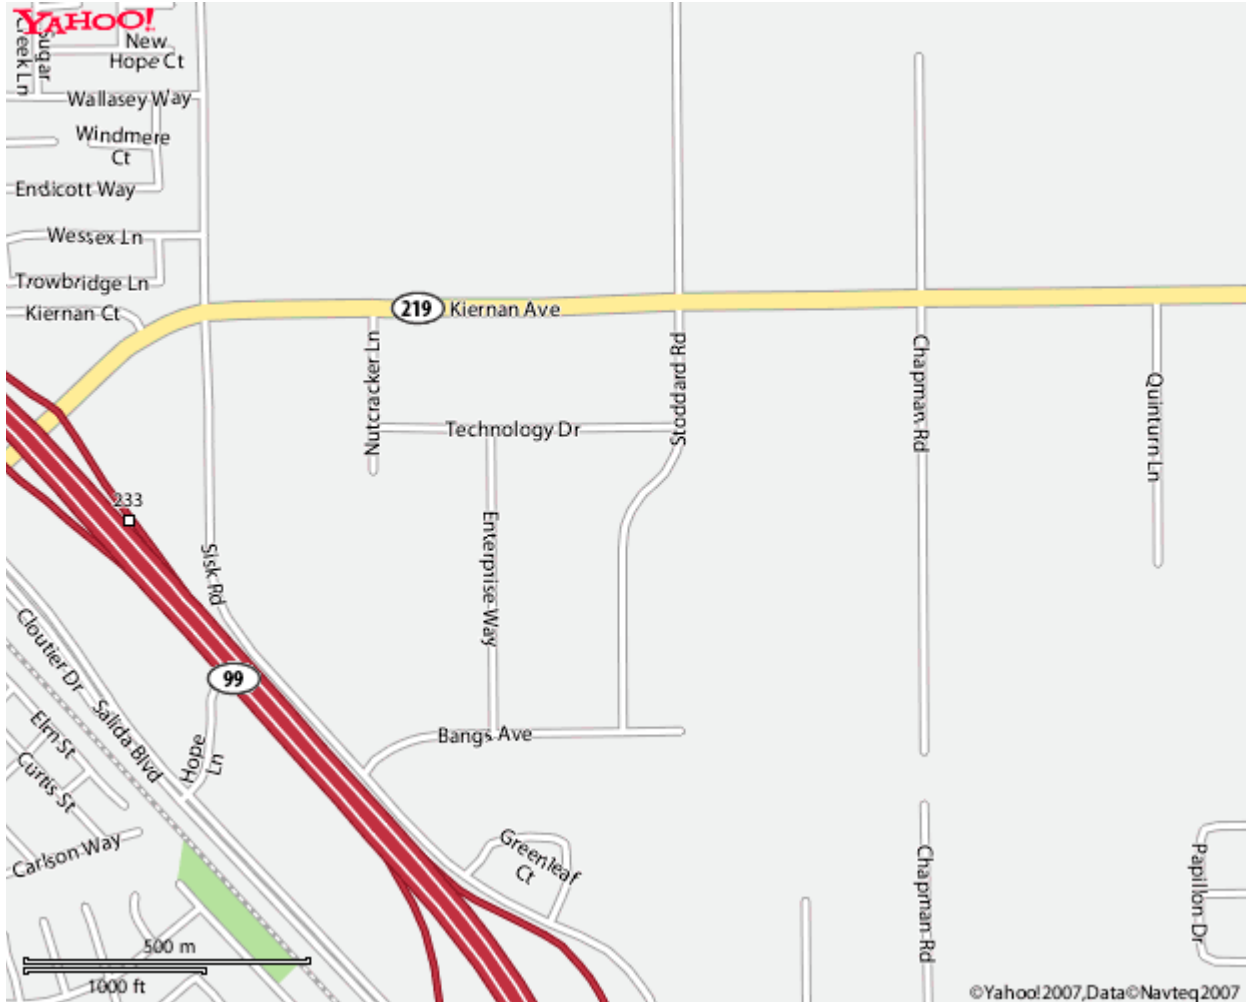 YAHOO!
Creek Ln
Sugar
New
Hope Ct
Wallasey Way
Windmere
Ct
Endicott Way
Wessex Ln
Trowbridge Ln
Kiernan Ct
219
Kiernan Ave
Nutcracker Ln
Stoddard Rd
Chapman Rd
Quinturn Ln
Technology Dr
233
Enterprise Way
Sisk Rd
Cloutier Dr
99
Salida Blvd
Elm St
Hope
Ln
Bangs Ave
Curtis St
Carlson Way
Greenleaf
Ct
Chapman Rd
Papillon Dr
500 m
1000 ft
©Yahoo!2007,Data©Navteq2007